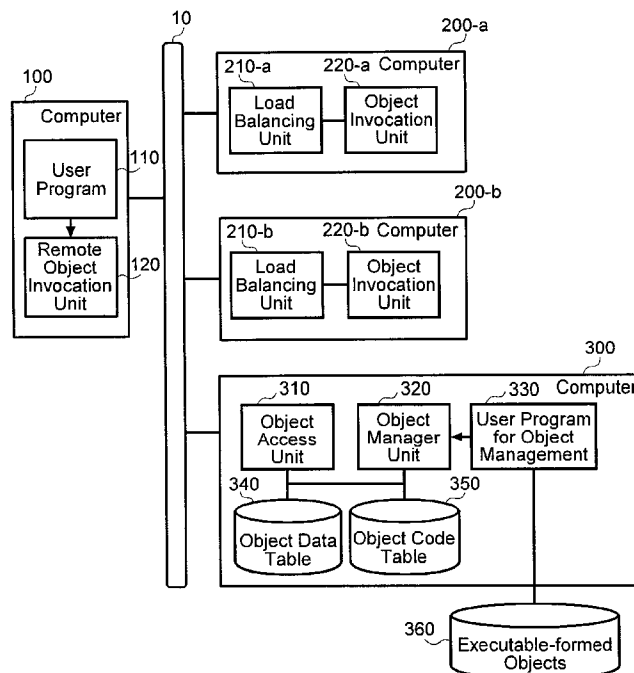 10
200-a
100
Computer
210-a
220-a
Computer
Load
Balancing
Unit
Object
Invocation
Unit
User
Program
110
Remote
Object
Invocation
Unit
120
200-b
210-b
220-b
Computer
Load
Balancing
Unit
Object
Invocation
Unit
300
Computer
310
320
330
Object
Access
Unit
Object
Manager
Unit
User Program
for Object
Management
340
350
Object Data
Table
Object Code
Table
360
Executable-formed
Objects